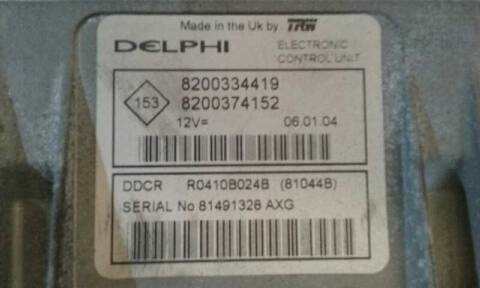 Made in the Uk by TRW
DELPHI ELECTRONIC
CONTROL UNIT
8200334419
153 8200374152
12V= 06.01.04
DDCR R0410B024B (81044B)
SERIAL No 81491328 AXG